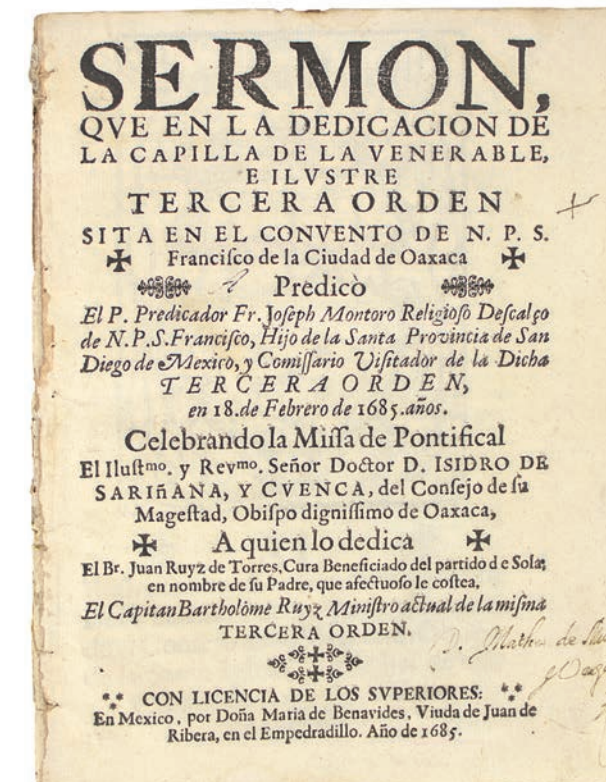 SERMON,
QVE EN LA DEDICACION DE
LA CAPILLA DE LA VENERABLE,
E ILVSTRE
TERCERA ORDEN
SITA EN EL CONVENTO DE N. P. S.
Franciſco de la Ciudad de Oaxaca
Predicò
El P. Predicador Fr. Joſeph Montoro Religioſo Deſcalço
de N.P.S.Franciſco, Hijo de la Santa Provincia de San
Diego de Mexico, y Comiſſario Viſitador de la Dicha
TERCERA ORDEN,
en 18.de Febrero de 1685.años.
Celebrando la Miſſa de Pontifical
El Iluſtmo. y Revmo. Señor Doctor D. ISIDRO DE
SARIñANA, Y CVENCA, del Conſejo de ſu
Mageſtad, Obiſpo digniſſimo de Oaxaca,
A quien lo dedica
El Br. Juan Ruyz de Torres, Cura Beneficiado del partido de Sola;
en nombre de ſu Padre, que afectuoſo le coſtea,
El Capitan Bartholome Ruyz Miniſtro actual de la miſma
TERCERA ORDEN.
D. Matheo de
CON LICENCIA DE LOS SVPERIORES:
En Mexico, por Doña Maria de Benavides, Viuda de Juan de
Ribera, en el Empedradillo. Año de 1685.